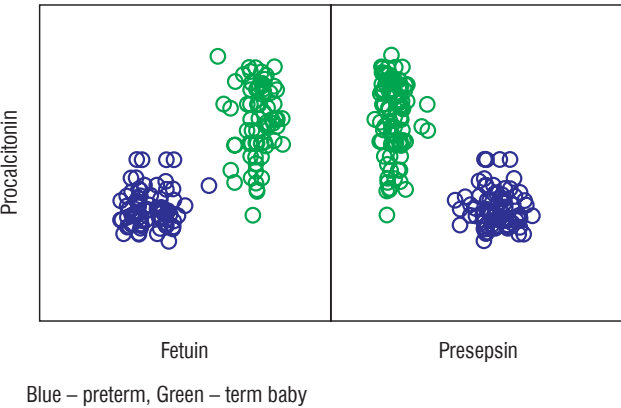 Procalcitonin
Fetuin
Presepsin
Blue – preterm, Green – term baby